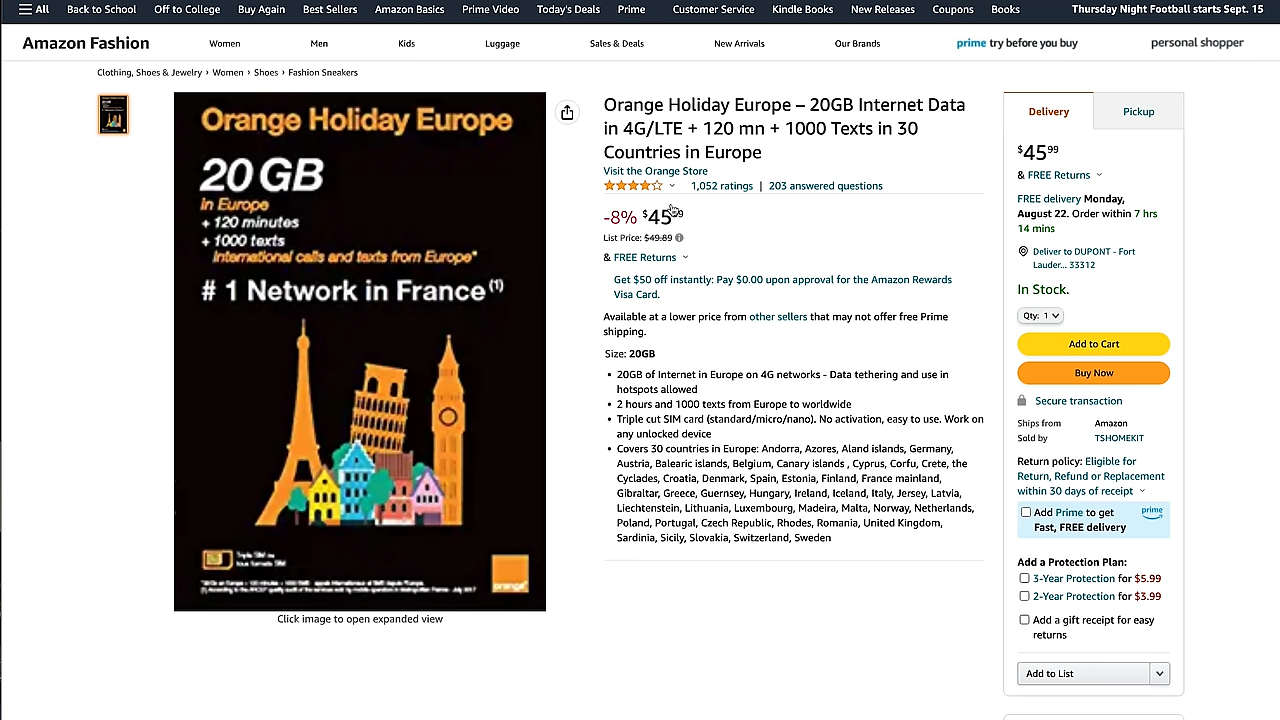 All Back to School Off to College Buy Again Best Sellers Amazon Basics Prime Video Today's Deals Prime Customer Service Kindle Books New Releases Coupons Books Thursday Night Football starts Sept. 15
Amazon Fashion Women Men Kids Luggage Sales & Deals New Arrivals Our Brands prime try before you buy personal shopper
Clothing, Shoes & Jewelry › Women › Shoes › Fashion Sneakers
Orange Holiday Europe
20 GB
in Europe
+ 120 minutes
+ 1000 texts
International calls and texts from Europe*
# 1 Network in France (1)
orange
Click image to open expanded view
Orange Holiday Europe – 20GB Internet Data
in 4G/LTE + 120 mn + 1000 Texts in 30
Countries in Europe
Visit the Orange Store
1,052 ratings | 203 answered questions
-8% $45
List Price: $49.89
& FREE Returns
Get $50 off instantly: Pay $0.00 upon approval for the Amazon Rewards
Visa Card.
Available at a lower price from other sellers that may not offer free Prime
shipping.
Size: 20GB
• 20GB of Internet in Europe on 4G networks - Data tethering and use in
hotspots allowed
• 2 hours and 1000 texts from Europe to worldwide
• Triple cut SIM card (standard/micro/nano). No activation, easy to use. Work on
any unlocked device
• Covers 30 countries in Europe: Andorra, Azores, Aland islands, Germany,
Austria, Balearic islands, Belgium, Canary islands , Cyprus, Corfu, Crete, the
Cyclades, Croatia, Denmark, Spain, Estonia, Finland, France mainland,
Gibraltar, Greece, Guernsey, Hungary, Ireland, Iceland, Italy, Jersey, Latvia,
Liechtenstein, Lithuania, Luxembourg, Madeira, Malta, Norway, Netherlands,
Poland, Portugal, Czech Republic, Rhodes, Romania, United Kingdom,
Sardinia, Sicily, Slovakia, Switzerland, Sweden
Delivery Pickup
$45 99
& FREE Returns
FREE delivery Monday,
August 22. Order within 7 hrs
14 mins
Deliver to DUPONT - Fort
Lauder... 33312
In Stock.
Qty: 1
Add to Cart
Buy Now
Secure transaction
Ships from Amazon
Sold by TSHOMEKIT
Return policy: Eligible for
Return, Refund or Replacement
within 30 days of receipt
Add Prime to get prime
Fast, FREE delivery
Add a Protection Plan:
3-Year Protection for $5.99
2-Year Protection for $3.99
Add a gift receipt for easy
returns
Add to List